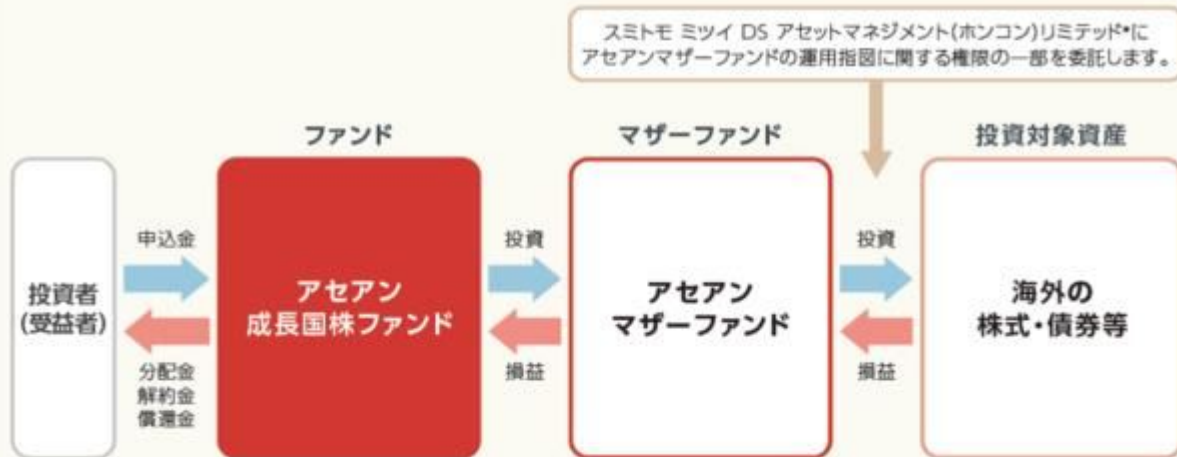 スミトモ ミツイ DS アセットマネジメント(ホンコン)リミテッド*に
アセアンマザーファンドの運用指図に関する権限の一部を委託します。
ファンド
マザーファンド
投資対象資産
投資者
(受益者)
申込金
分配金
解約金
償還金
アセアン
成長国株ファンド
投資
損益
アセアン
マザーファンド
投資
損益
海外の
株式・債券等